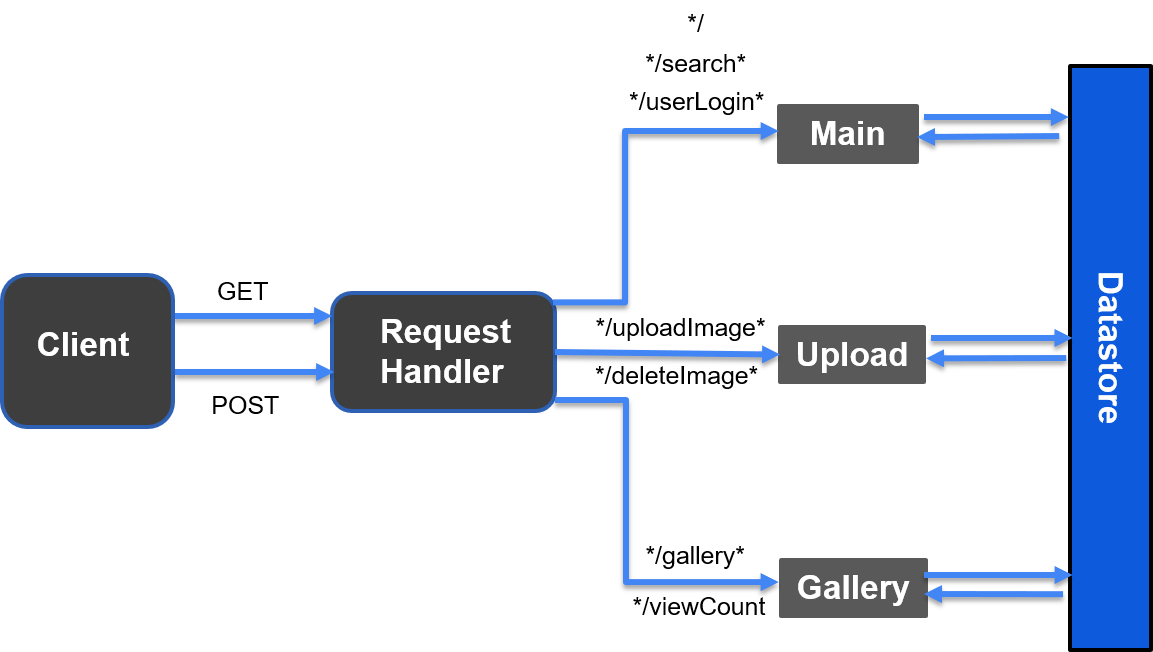 */
*/search*
*/userLogin*
Main
GET
Client
POST
Request
Handler
*/uploadImage*
*/deleteImage*
Upload
Datastore
*/gallery*
*/viewCount
Gallery